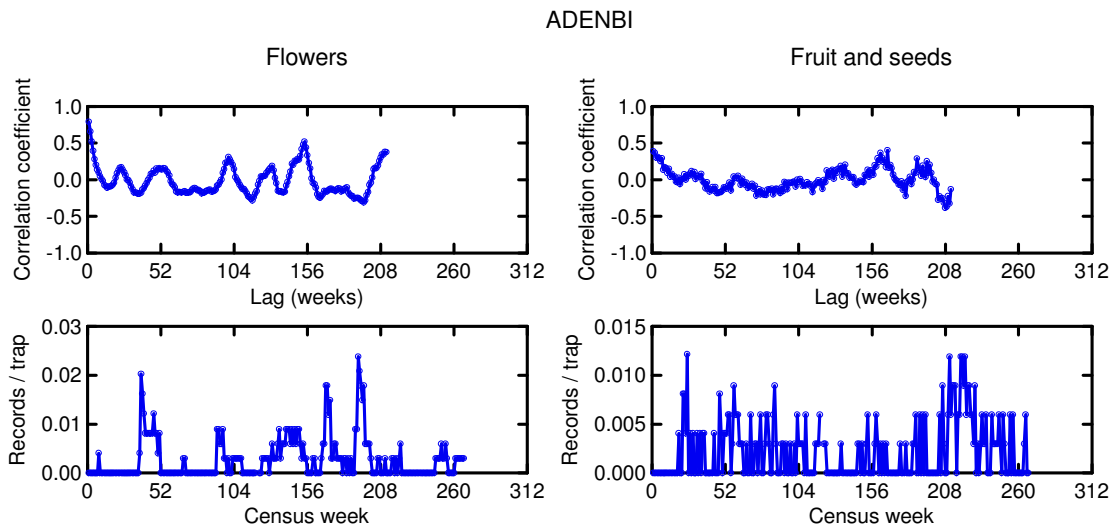 ADENBI
Flowers
Fruit and seeds
Correlation coefficient
1.0
0.5
0.0
-0.5
-1.0
0 52 104 156 208 260 312
Lag (weeks)
Correlation coefficient
1.0
0.5
0.0
-0.5
-1.0
0 52 104 156 208 260 312
Lag (weeks)
Records / trap
0.03
0.02
0.01
0.00
0 52 104 156 208 260 312
Census week
Records / trap
0.015
0.010
0.005
0.000
0 52 104 156 208 260 312
Census week